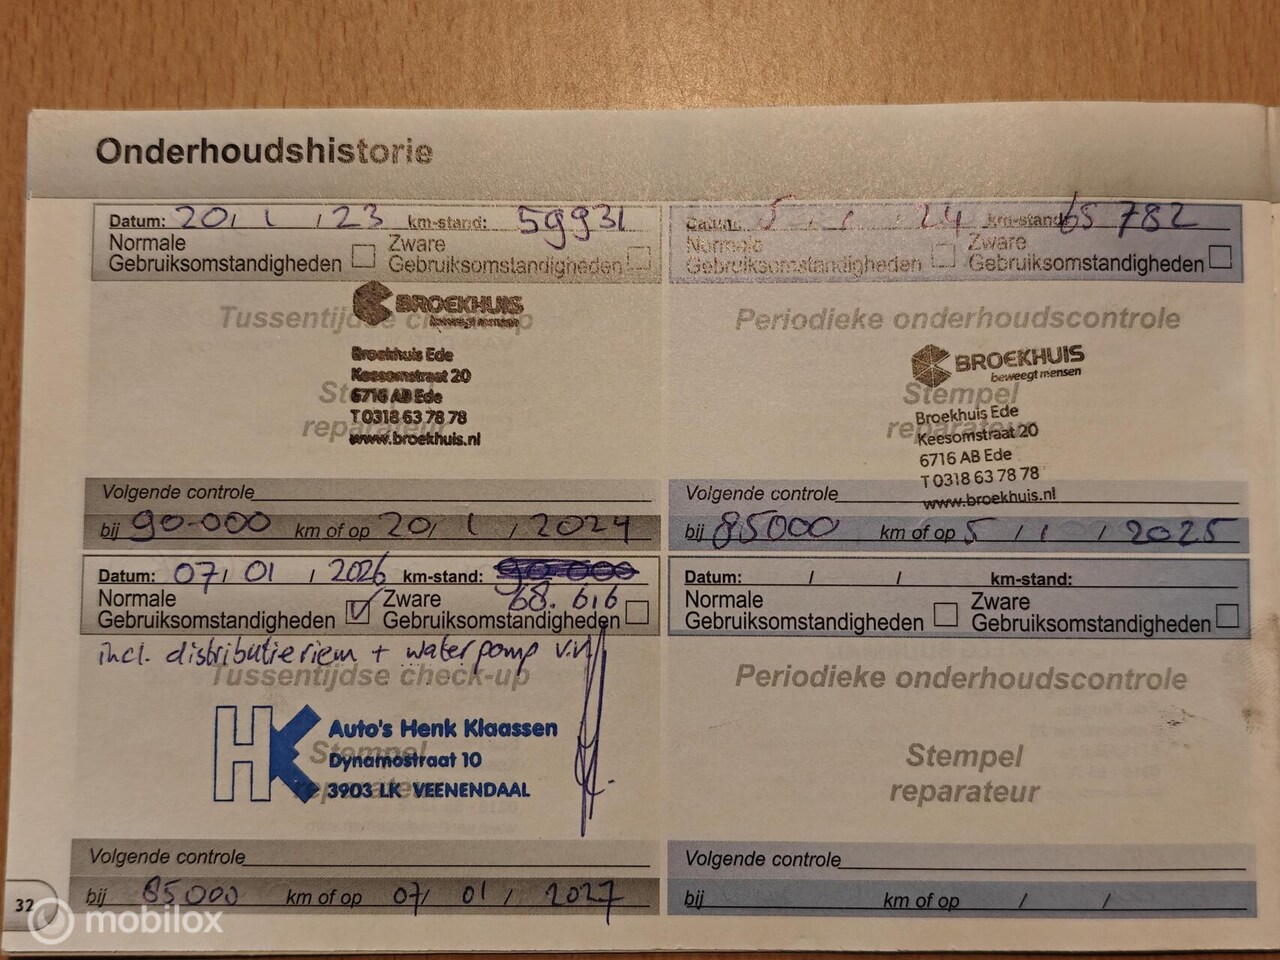 Onderhoudshistorie
Datum: 20 / 1 / 23 km-stand: 59931
Normale Gebruiksomstandigheden
Zware Gebruiksomstandigheden
Tussentijdse check-up
BROEKHUIS
beweegt mensen
Stempel
reparateur
Broekhuis Ede
Keesomstraat 20
6716 AB Ede
T 0318 63 78 78
www.broekhuis.nl
Volgende controle
bij 90.000 km of op 20 / 1 / 2024
Datum: 5 / 1 / 24 km-stand: 65782
Normale Gebruiksomstandigheden
Zware Gebruiksomstandigheden
Periodieke onderhoudscontrole
BROEKHUIS
beweegt mensen
Stempel
reparateur
Broekhuis Ede
Keesomstraat 20
6716 AB Ede
T 0318 63 78 78
www.broekhuis.nl
Volgende controle
bij 85000 km of op 5 / 1 / 2025
Datum: 07 / 01 / 2026 km-stand: 90.000
68.616
Normale Gebruiksomstandigheden
Zware Gebruiksomstandigheden
incl. distributieriem + waterpomp
Tussentijdse check-up
Auto's Henk Klaassen
Stempel
Dynamostraat 10
reparateur
3903 LK VEENENDAAL
HK
Volgende controle
bij 85000 km of op 07 / 01 / 2027
Datum: / / km-stand:
Normale Gebruiksomstandigheden
Zware Gebruiksomstandigheden
Periodieke onderhoudscontrole
Stempel
reparateur
Volgende controle
bij km of op / /
32
mobilox